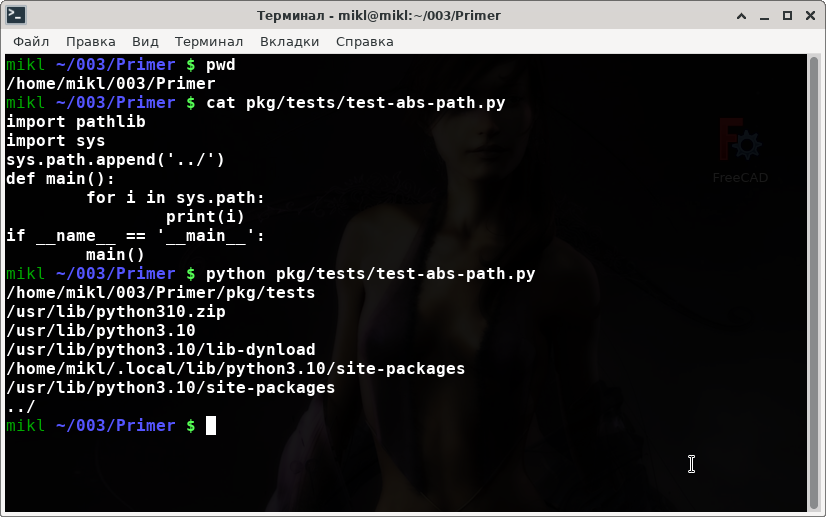 Терминал - mikl@mikl:~/003/Primer
Файл Правка Вид Терминал Вкладки Справка
mikl ~/003/Primer $ pwd
/home/mikl/003/Primer
mikl ~/003/Primer $ cat pkg/tests/test-abs-path.py
import pathlib
import sys
sys.path.append('../')
def main():
        for i in sys.path:
                print(i)
if __name__ == '__main__':
        main()
mikl ~/003/Primer $ python pkg/tests/test-abs-path.py
/home/mikl/003/Primer/pkg/tests
/usr/lib/python310.zip
/usr/lib/python3.10
/usr/lib/python3.10/lib-dynload
/home/mikl/.local/lib/python3.10/site-packages
/usr/lib/python3.10/site-packages
../
mikl ~/003/Primer $
FreeCAD